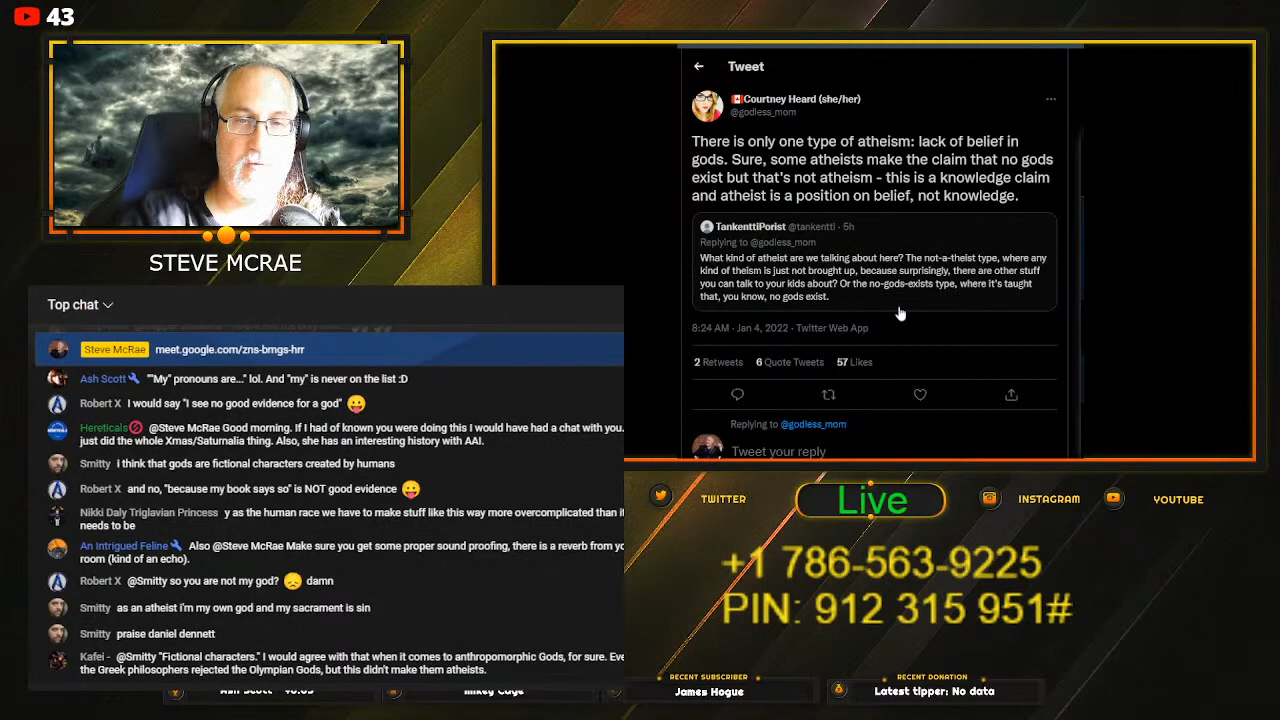 43
STEVE MCRAE
Top chat
Steve McRae meet.google.com/zns-bmgs-hrr
Ash Scott ""My" pronouns are..." lol. And "my" is never on the list :D
Robert X I would say "I see no good evidence for a god" 😛
Hereticals @Steve McRae Good morning. If I had of known you were doing this I would have had a chat with you.
just did the whole Xmas/Saturnalia thing. Also, she has an interesting history with AAI.
Smitty i think that gods are fictional characters created by humans
Robert X and no, "because my book says so" is NOT good evidence 😛
Nikki Daly Triglavian Princess y as the human race we have to make stuff like this way more overcomplicated than it
needs to be
An Intrigued Feline Also @Steve McRae Make sure you get some proper sound proofing, there is a reverb from yo
room (kind of an echo).
Robert X @Smitty so you are not my god? 😞 damn
Smitty as an atheist i'm my own god and my sacrament is sin
Smitty praise daniel dennett
Kafei - @Smitty "Fictional characters." I would agree with that when it comes to anthropomorphic Gods, for sure. Eve
the Greek philosophers rejected the Olympian Gods, but this didn't make them atheists.
Tweet
🇨🇦Courtney Heard (she/her)
@godless_mom
There is only one type of atheism: lack of belief in
gods. Sure, some atheists make the claim that no gods
exist but that's not atheism - this is a knowledge claim
and atheist is a position on belief, not knowledge.
TankenttiPorist @tankentti · 5h
Replying to @godless_mom
What kind of atheist are we talking about here? The not-a-theist type, where any
kind of theism is just not brought up, because surprisingly, there are other stuff
you can talk to your kids about? Or the no-gods-exists type, where it's taught
that, you know, no gods exist.
8:24 AM · Jan 4, 2022 · Twitter Web App
2 Retweets 6 Quote Tweets 57 Likes
Replying to @godless_mom
Tweet your reply
TWITTER
Live
INSTAGRAM
YOUTUBE
+1 786-563-9225
PIN: 912 315 951#
Ash Scott
Mikey Cage
RECENT SUBSCRIBER
James Hogue
RECENT DONATION
Latest tipper: No data